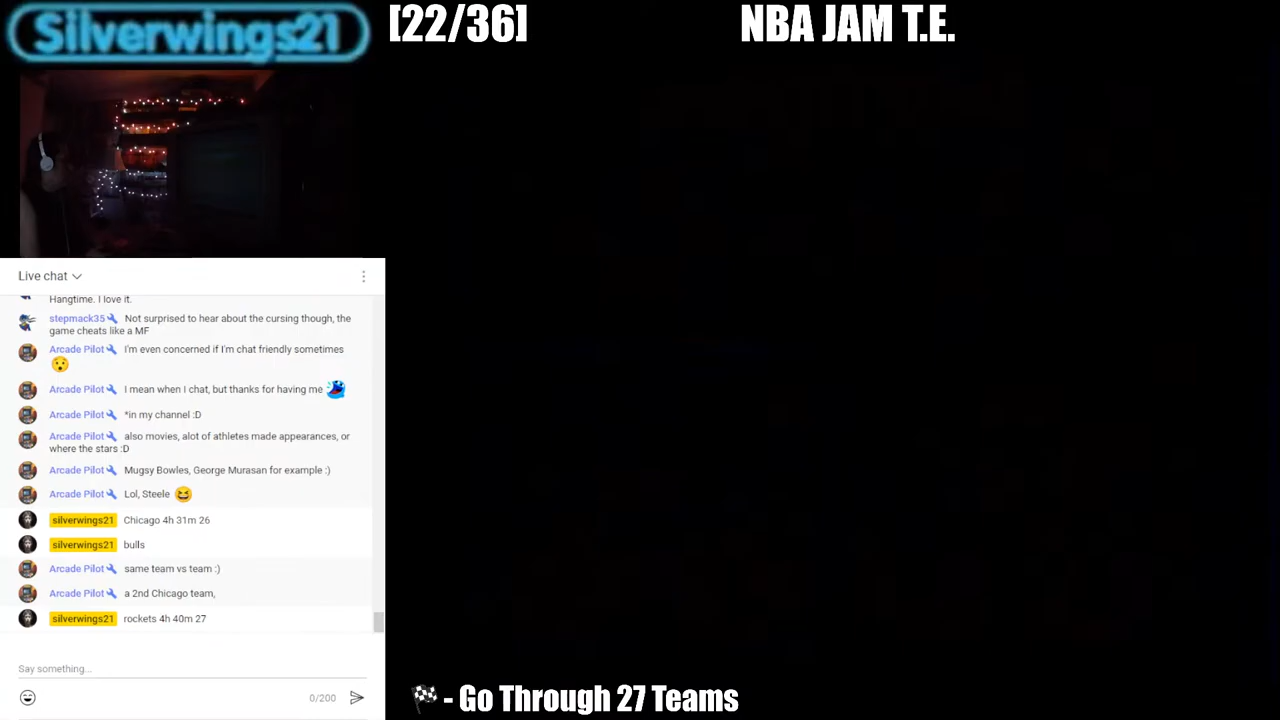 Silverwings21
[22/36]
NBA JAM T.E.
Live chat
Hangtime. I love it.
stepmack35 Not surprised to hear about the cursing though, the
game cheats like a MF
Arcade Pilot I'm even concerned if I'm chat friendly sometimes
Arcade Pilot I mean when I chat, but thanks for having me
Arcade Pilot *in my channel :D
Arcade Pilot also movies, alot of athletes made appearances, or
where the stars :D
Arcade Pilot Mugsy Bowles, George Murasan for example :)
Arcade Pilot Lol, Steele
silverwings21 Chicago 4h 31m 26
silverwings21 bulls
Arcade Pilot same team vs team :)
Arcade Pilot a 2nd Chicago team,
silverwings21 rockets 4h 40m 27
Say something...
0/200
- Go Through 27 Teams